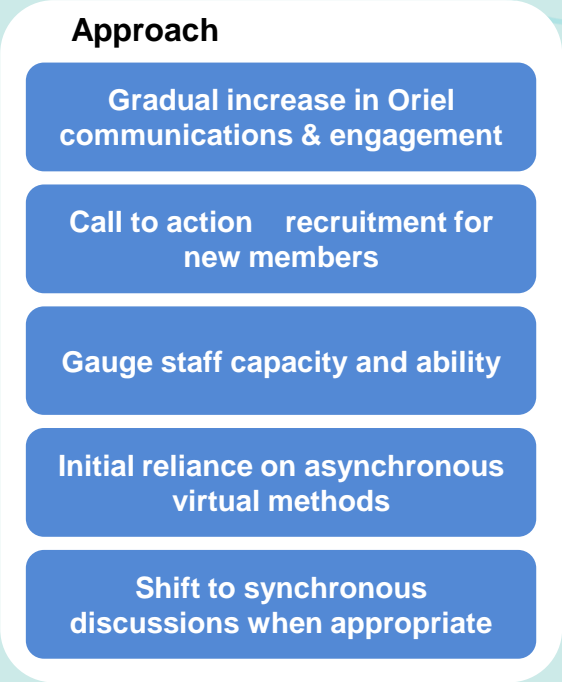 Approach
Gradual increase in Oriel
communications & engagement
Call to action    recruitment for
new members
Gauge staff capacity and ability
Initial reliance on asynchronous
virtual methods
Shift to synchronous
discussions when appropriate